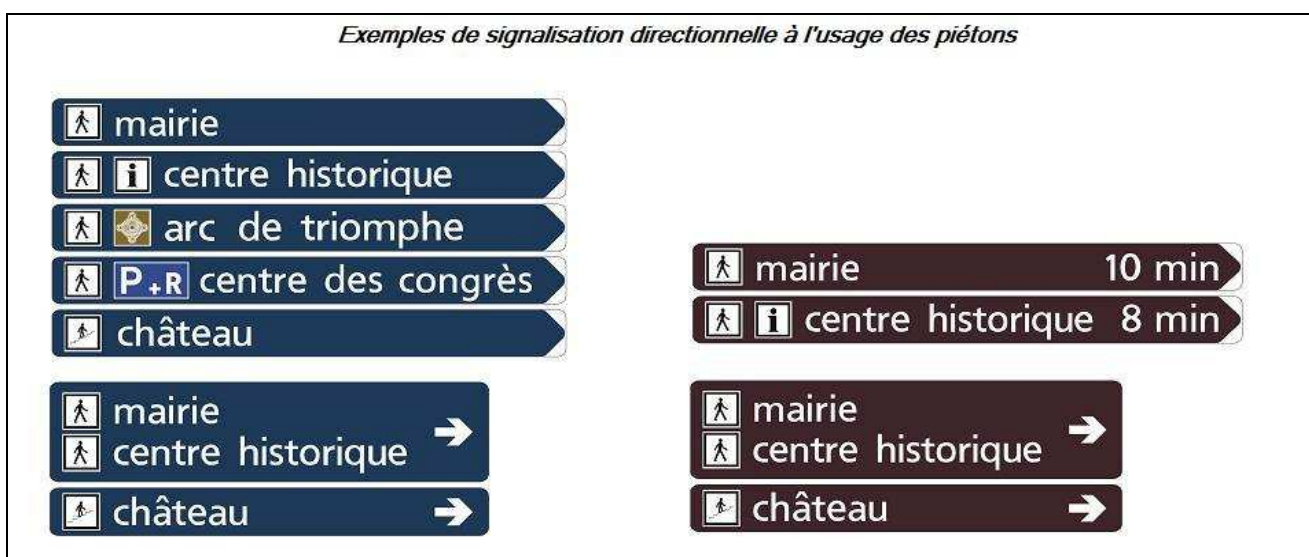 Exemples de signalisation directionnelle à l'usage des piétons
mairie
i centre historique
arc de triomphe
P+R centre des congrès
château
mairie
centre historique
château
mairie 10 min
i centre historique 8 min
mairie
centre historique
château